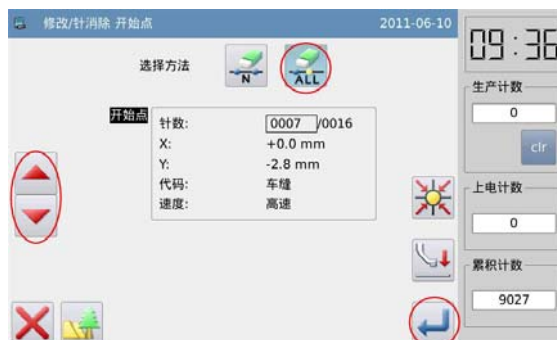 修改/针消除 开始点 2011-06-10
09:36
选择方法 N ALL
生产计数
0
clr
开始点
针数: 0007 /0016
X: +0.0 mm
Y: -2.8 mm
代码: 车缝
速度: 高速
上电计数
0
累积计数
9027